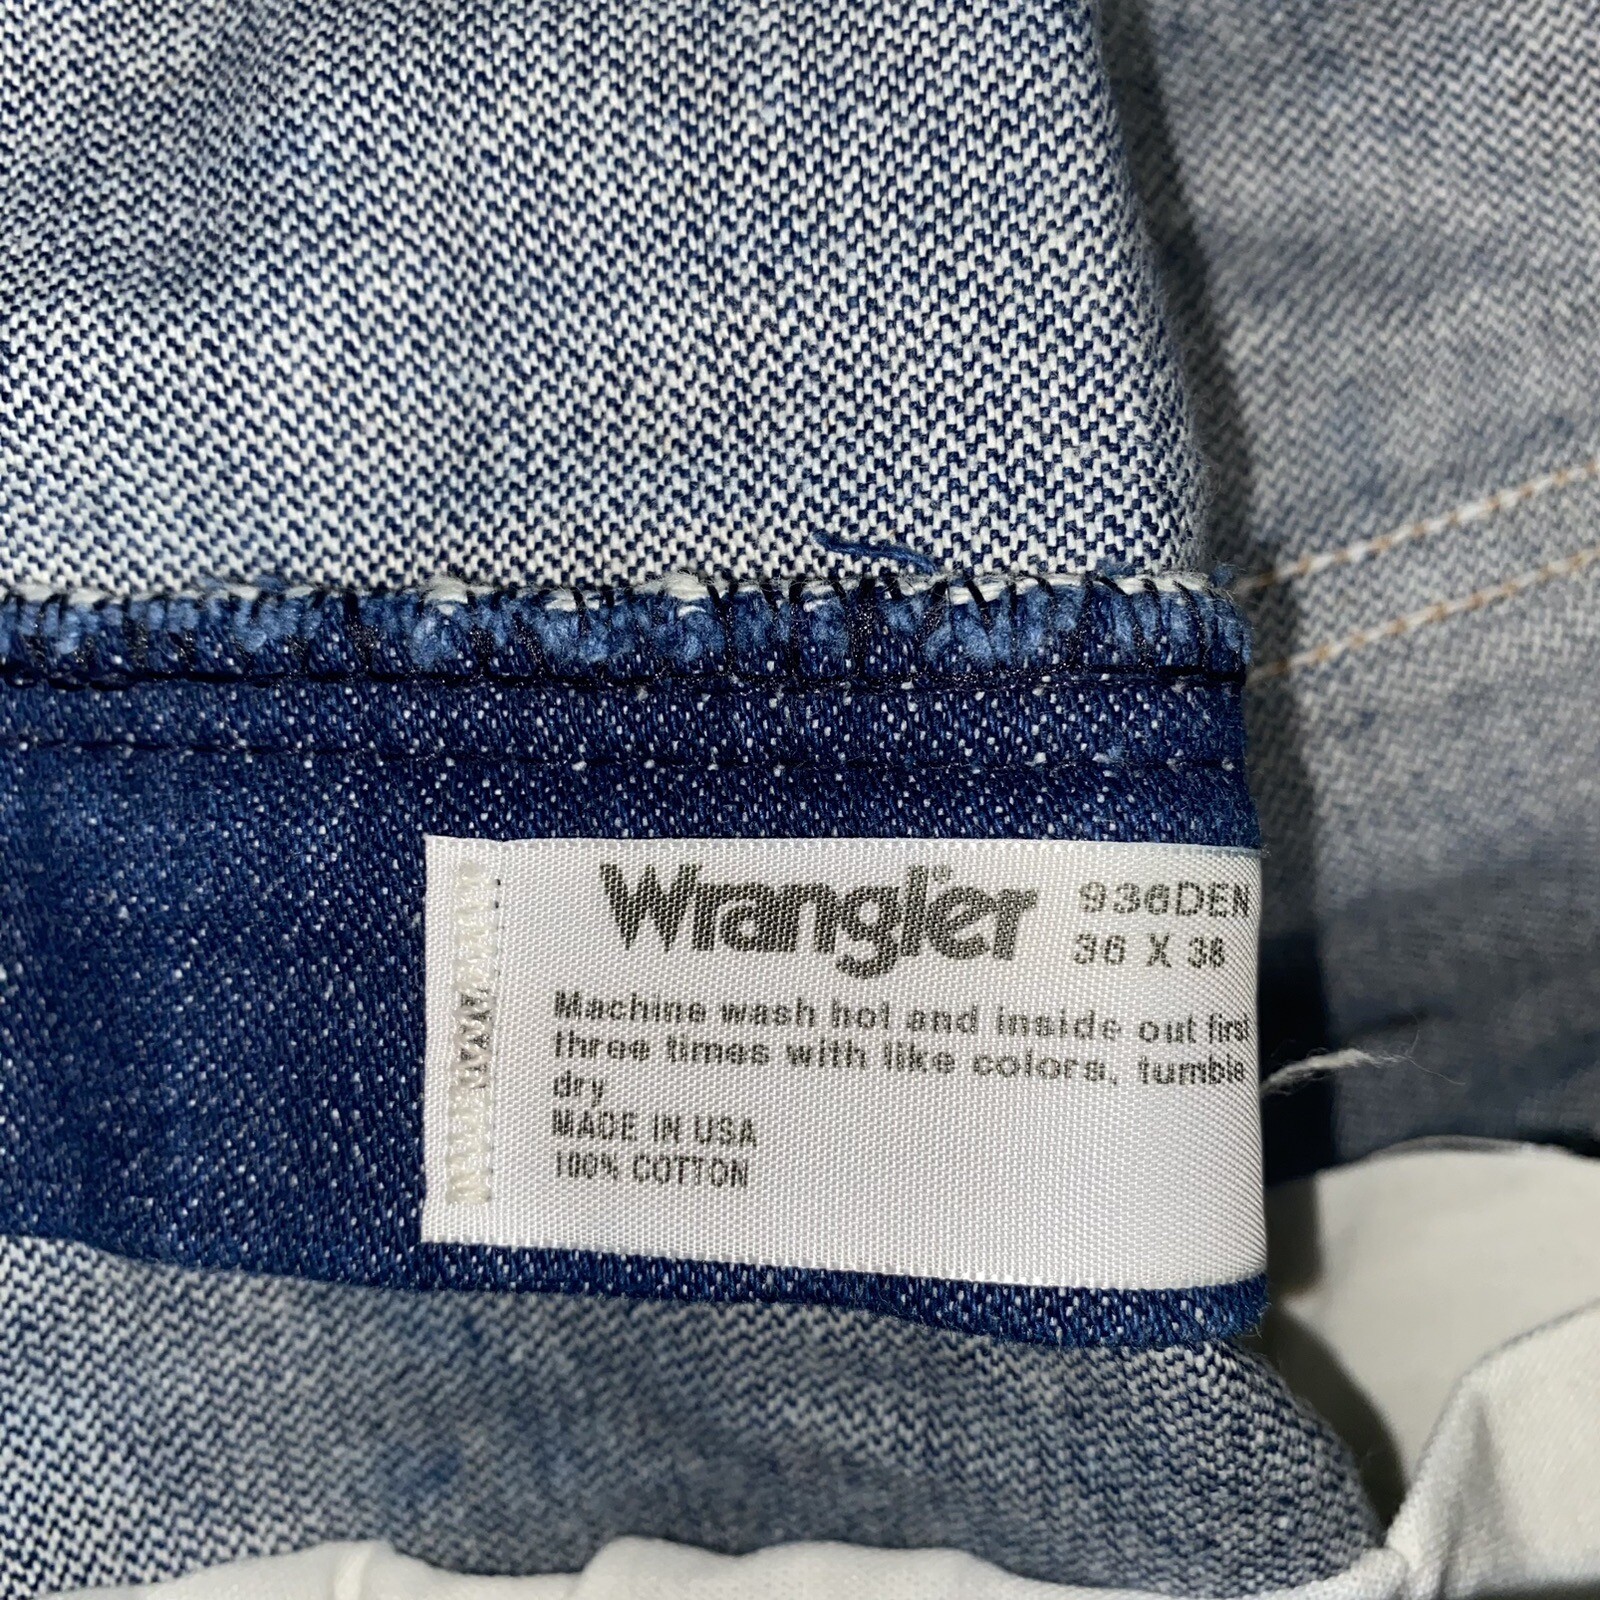 Wrangler® 936DEN
36 X 38
Machine wash hot and inside out first
three times with like colors, tumble
dry
MADE IN USA
100% COTTON